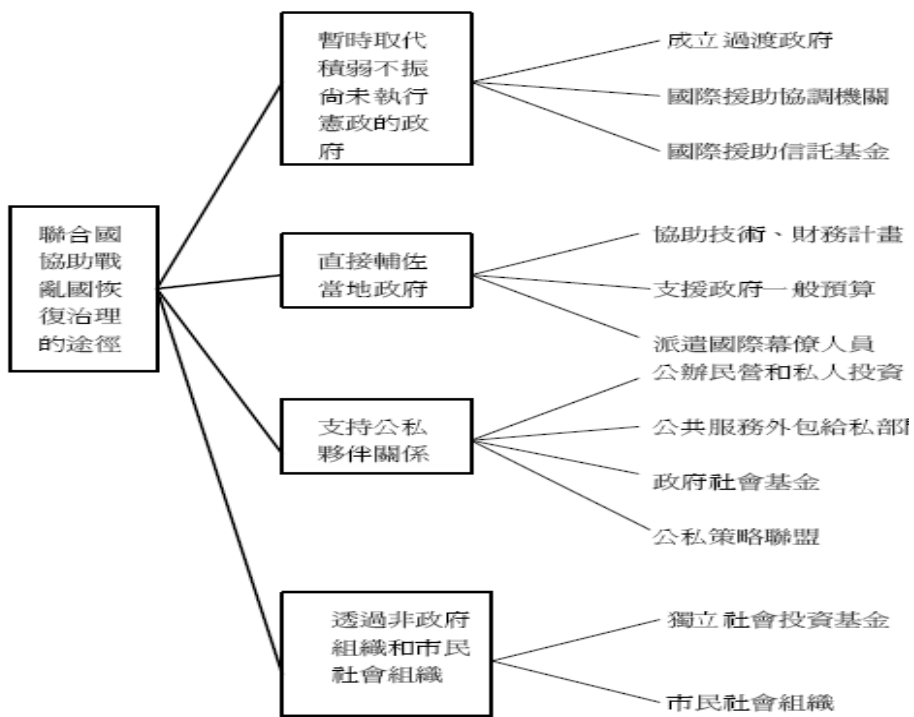 聯合國
協助戰
亂國恢
復治理
的途徑
暫時取代
積弱不振
尚未執行
憲政的政
府
成立過渡政府
國際援助協調機關
國際援助信託基金
直接輔佐
當地政府
協助技術、財務計畫
支援政府一般預算
派遣國際幕僚人員
支持公私
夥伴關係
公辦民營和私人投資
公共服務外包給私部
政府社會基金
公私策略聯盟
透過非政府
組織和市民
社會組織
獨立社會投資基金
市民社會組織